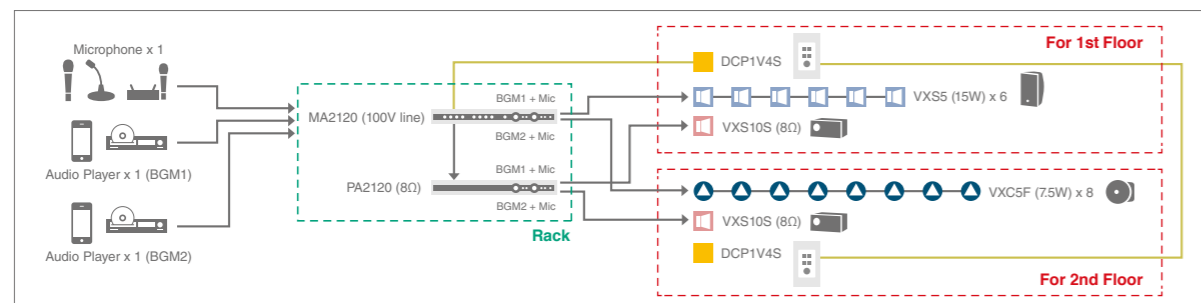 Microphone x 1
Audio Player x 1 (BGM1)
Audio Player x 1 (BGM2)
MA2120 (100V line)
BGM1 + Mic
BGM2 + Mic
PA2120 (8Ω)
BGM1 + Mic
BGM2 + Mic
Rack
For 1st Floor
DCP1V4S
VXS5 (15W) x 6
VXS10S (8Ω)
VXC5F (7.5W) x 8
VXS10S (8Ω)
DCP1V4S
For 2nd Floor